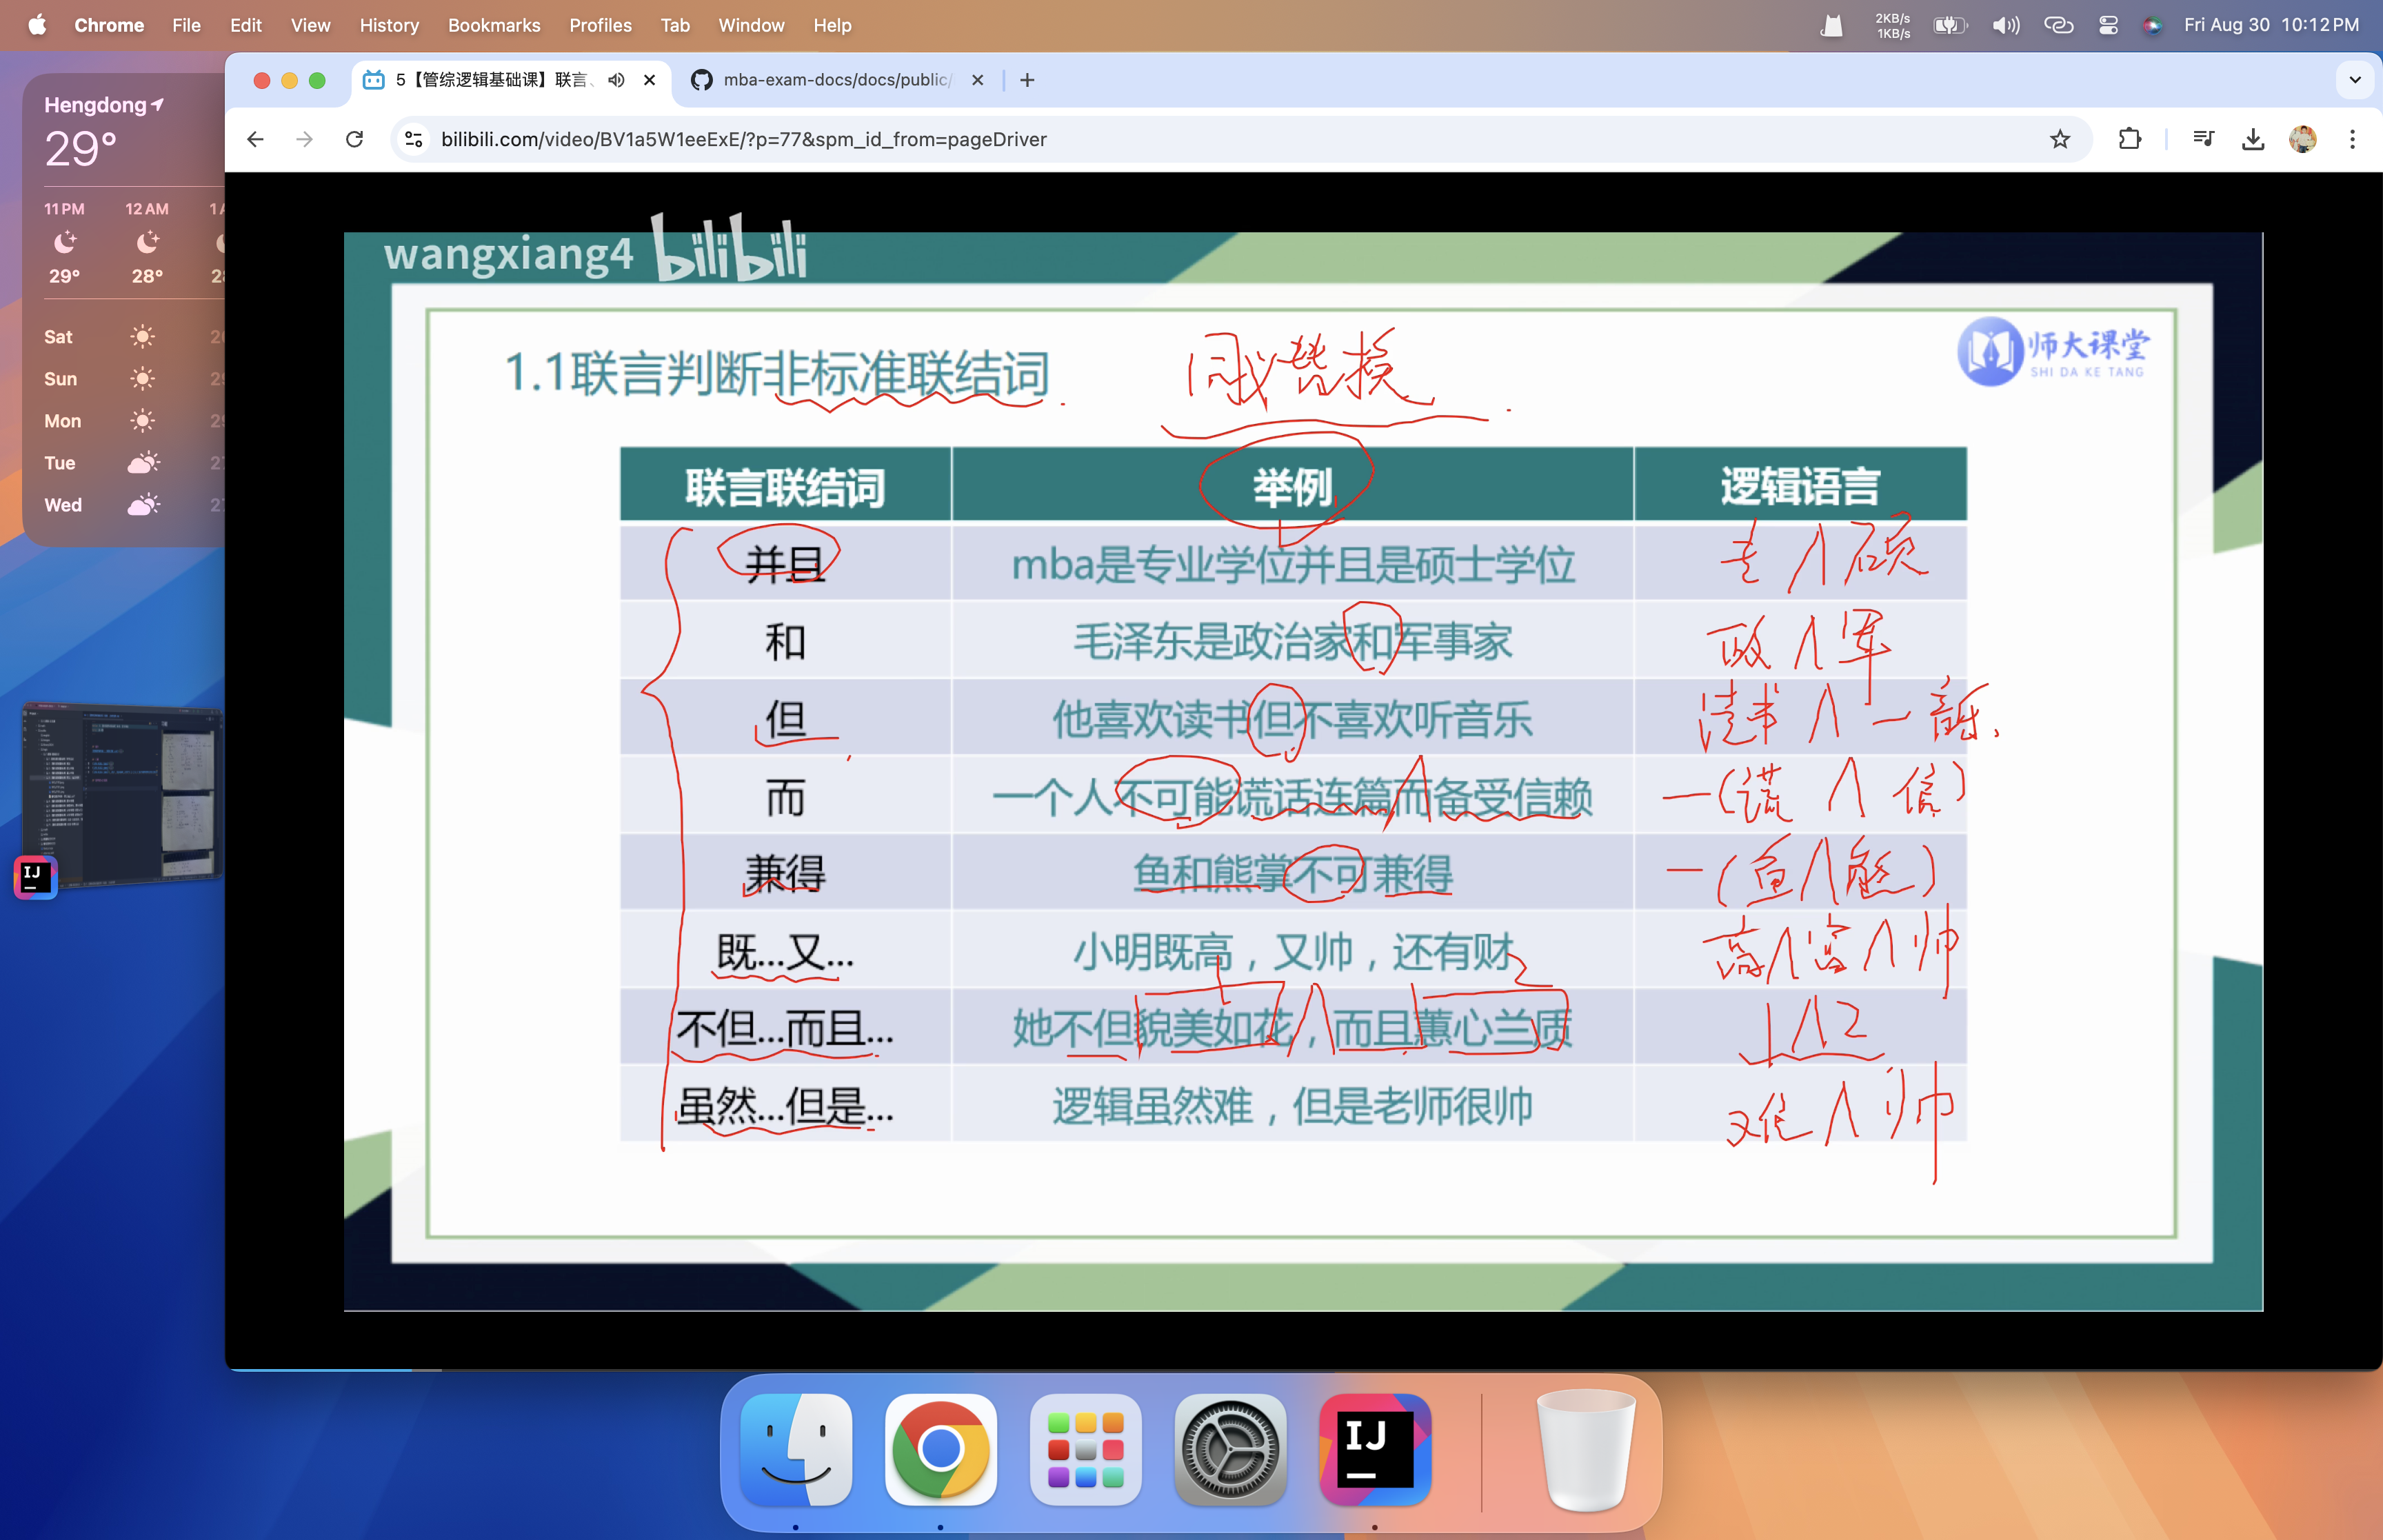 Chrome File Edit View History Bookmarks Profiles Tab Window Help
2KB/s
1KB/s
Fri Aug 30 10:12 PM
Hengdong
29°
11 PM 12 AM
29° 28°
Sat
Sun
Mon
Tue
Wed
5【管综逻辑基础课】联言、
mba-exam-docs/docs/public/
bilibili.com/video/BV1a5W1eeExE/?p=77&spm_id_from=pageDriver
wangxiang4 bilibili
师大课堂
SHI DA KE TANG
1.1联言判断非标准联结词 同义替换
联言联结词 举例 逻辑语言
并且 mba是专业学位并且是硕士学位 专∧硕
和 毛泽东是政治家和军事家 政∧军
但 他喜欢读书但不喜欢听音乐 读书∧¬音乐
而 一个人不可能谎话连篇而备受信赖 ¬(谎∧信)
兼得 鱼和熊掌不可兼得 ¬(鱼∧熊)
既...又... 小明既高，又帅，还有财 高∧富∧帅
1 2
不但...而且... 她不但貌美如花，而且蕙心兰质 1∧2
虽然...但是... 逻辑虽然难，但是老师很帅 难∧帅
IJ
IJ